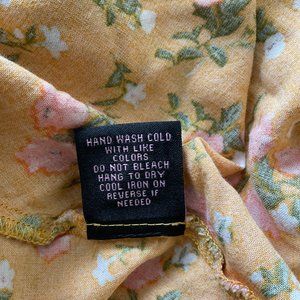 HAND WASH COLD
WITH LIKE
COLORS
DO NOT BLEACH
HANG TO DRY
COOL IRON ON
REVERSE IF
NEEDED